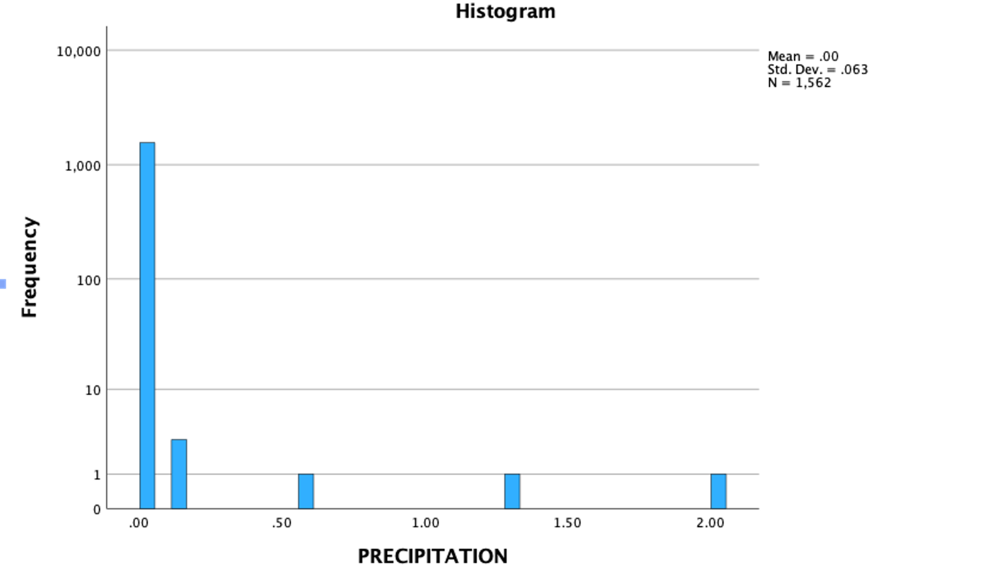 Histogram
10,000
1,000
100
10
1
0
Frequency
Mean = .00
Std. Dev. = .063
N = 1,562
.00 .50 1.00 1.50 2.00
PRECIPITATION